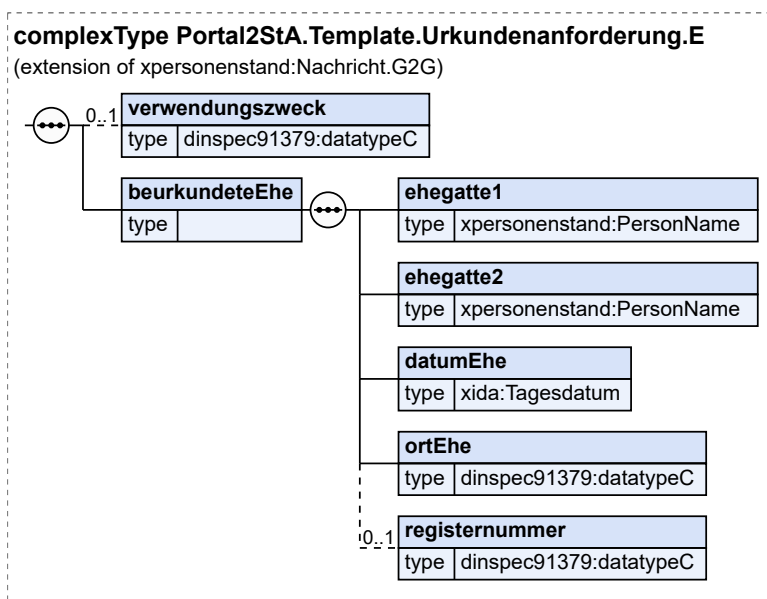 complexType Portal2StA.Template.Urkundenanforderung.E
(extension of xpersonenstand:Nachricht.G2G)
0..1
verwendungszweck
type dinspec91379:datatypeC
beurkundeteEhe
type
ehegatte1
type xpersonenstand:PersonName
ehegatte2
type xpersonenstand:PersonName
datumEhe
type xida:Tagesdatum
ortEhe
type dinspec91379:datatypeC
0..1
registernummer
type dinspec91379:datatypeC